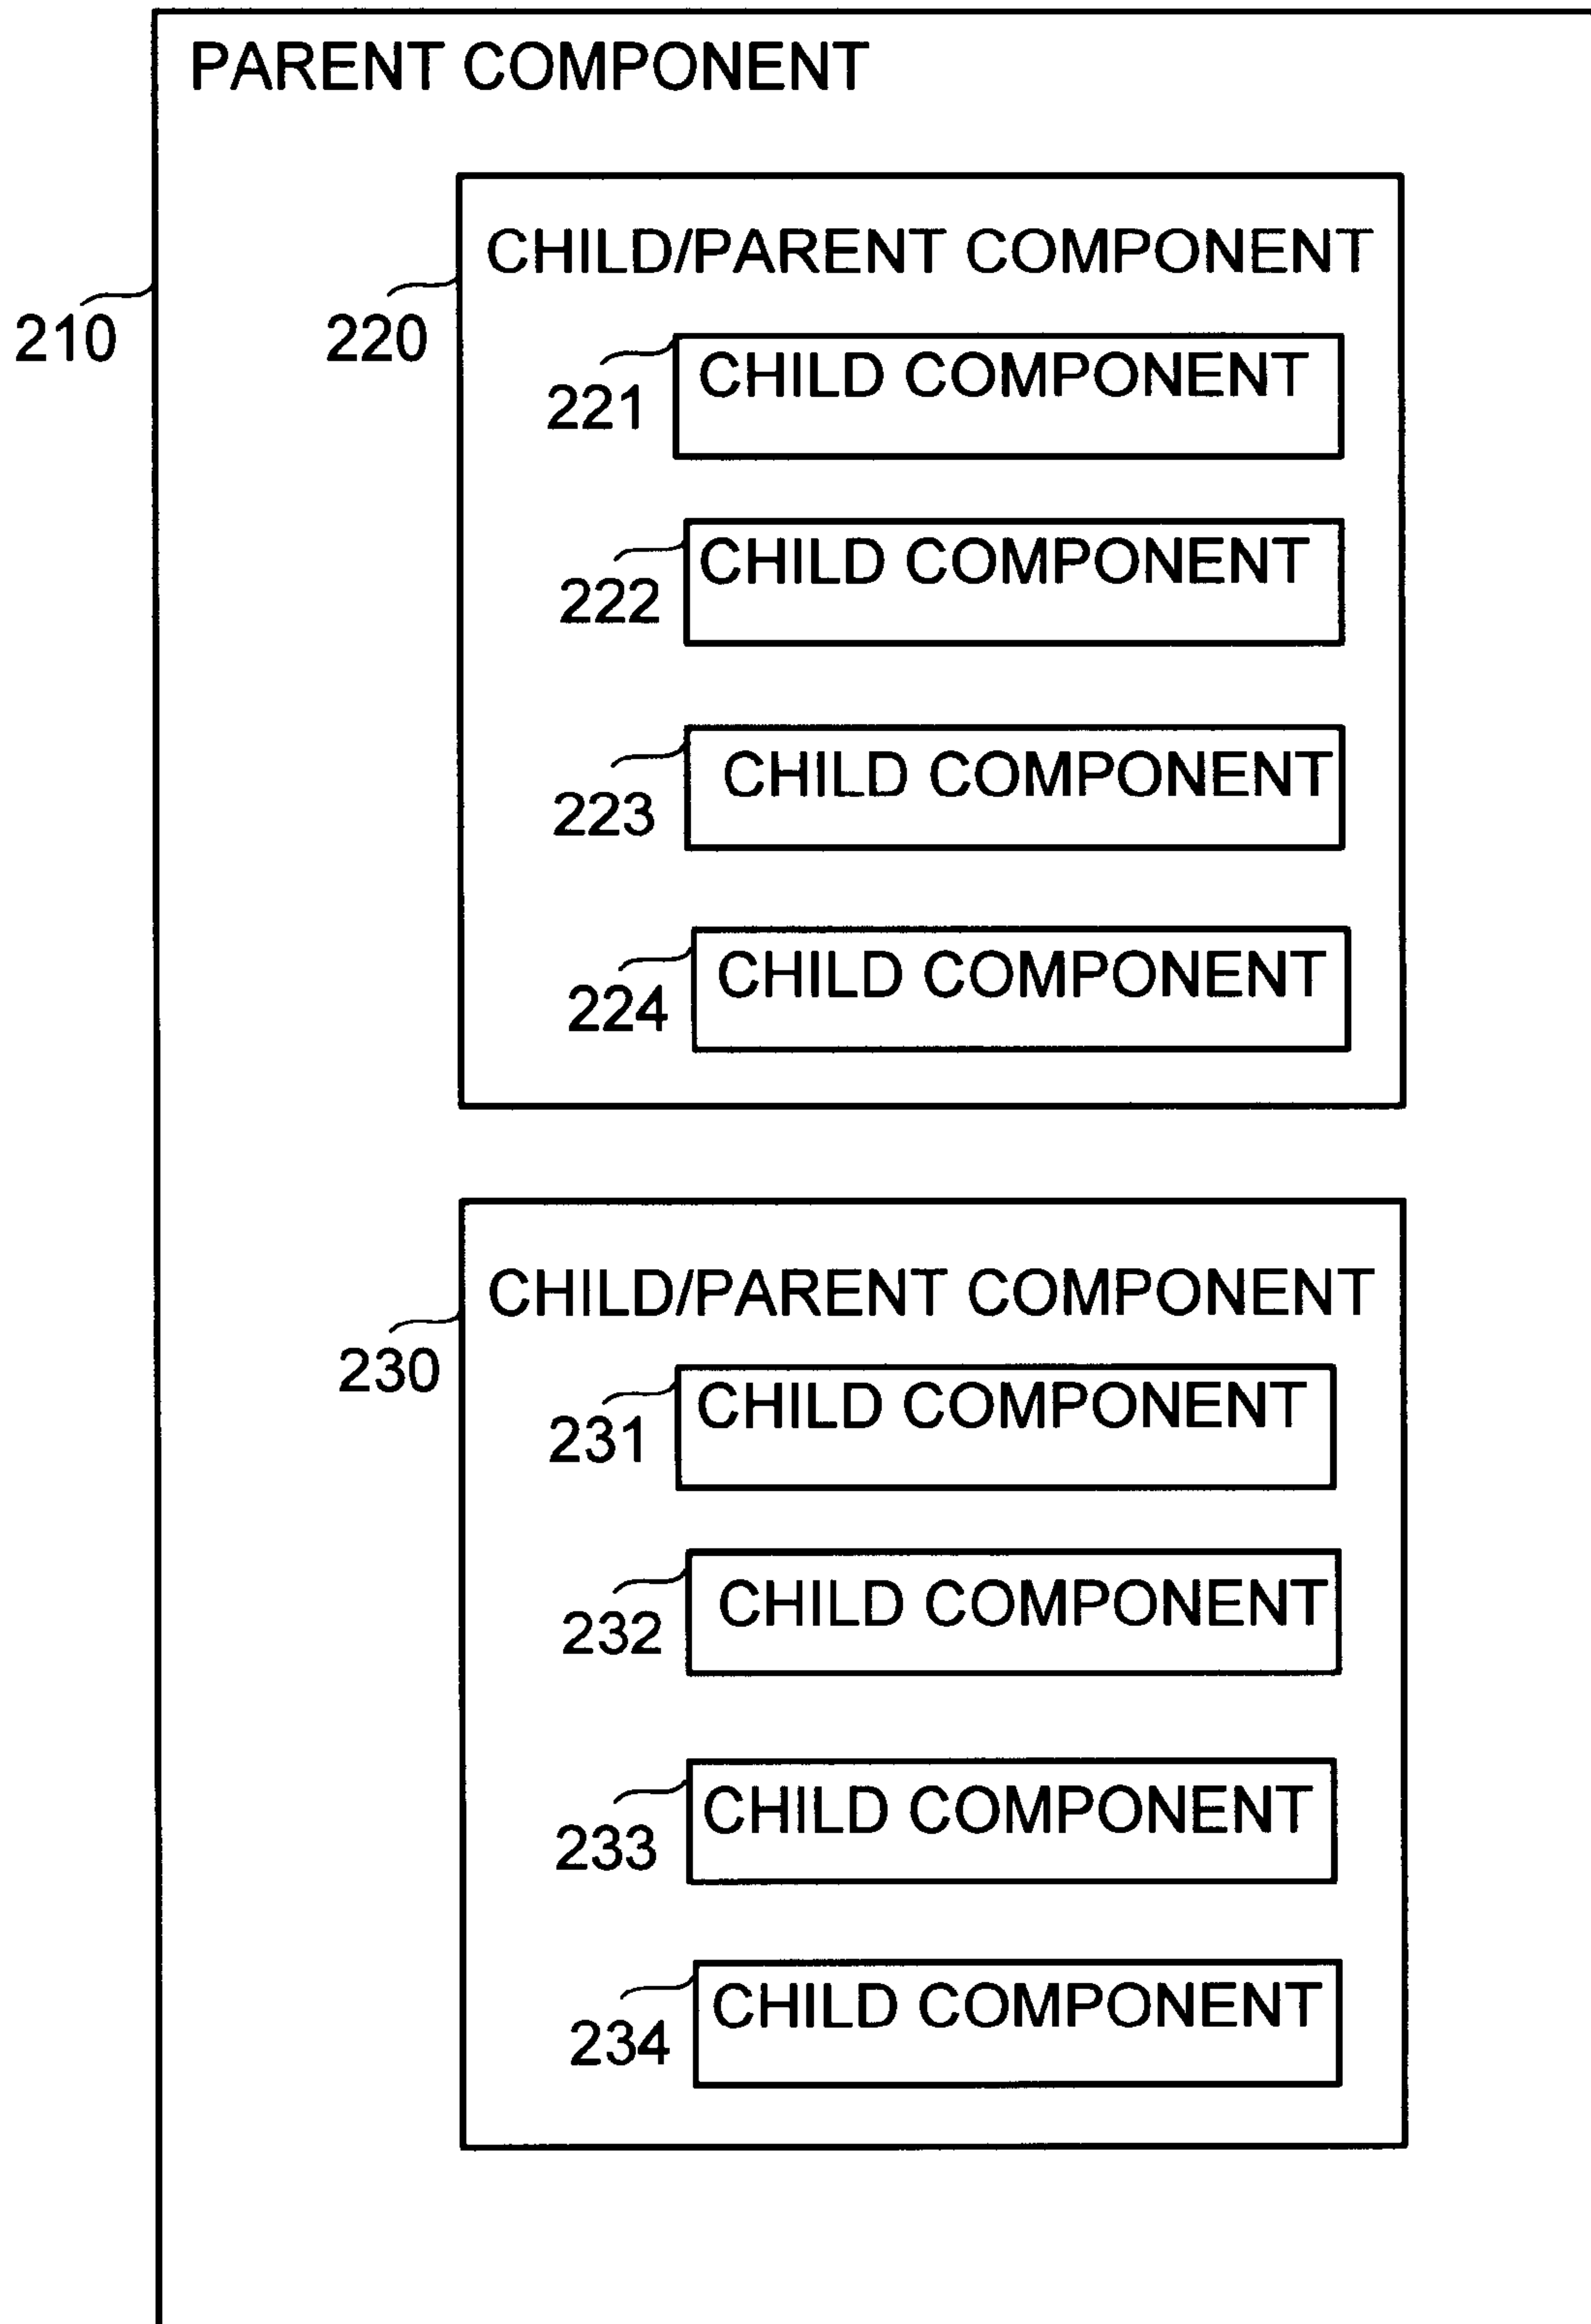 PARENT COMPONENT
210
CHILD/PARENT COMPONENT
220
CHILD COMPONENT
221
CHILD COMPONENT
222
CHILD COMPONENT
223
CHILD COMPONENT
224
CHILD/PARENT COMPONENT
230
CHILD COMPONENT
231
CHILD COMPONENT
232
CHILD COMPONENT
233
CHILD COMPONENT
234